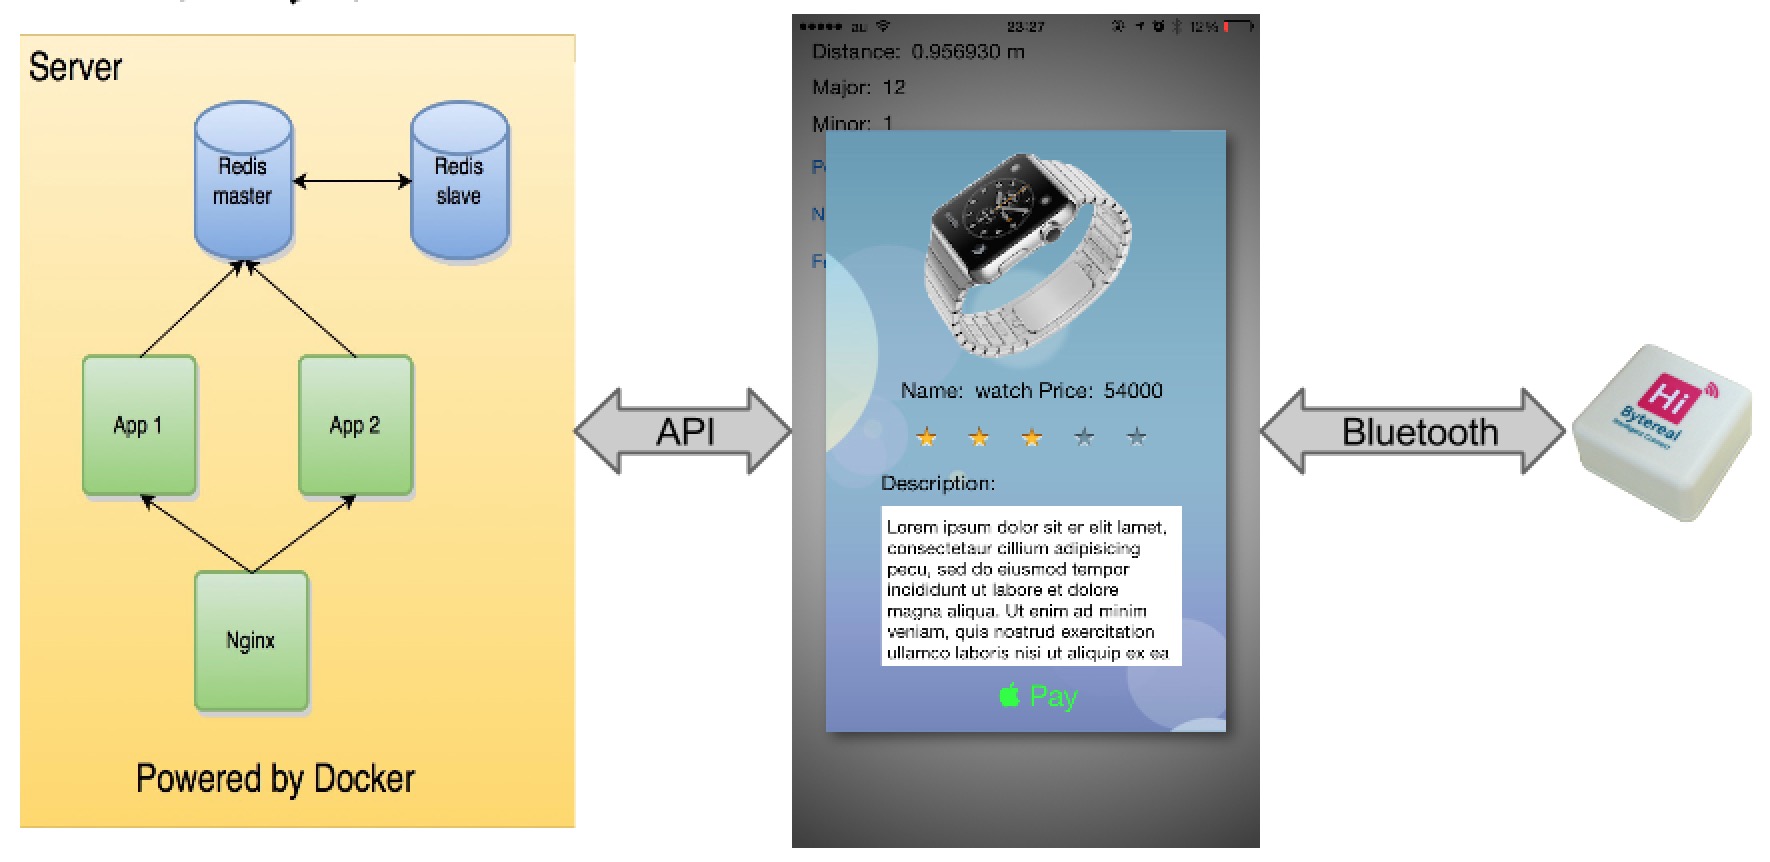 Server
Redis
master
Redis
slave
App 1
App 2
Nginx
Powered by Docker
API
au
23:27
12%
Distance: 0.956930 m
Major: 12
Minor: 1
Name: watch Price: 54000
Description:
Lorem ipsum dolor sit er elit lamet,
consectetaur cillium adipisicing
pecu, sed do eiusmod tempor
incididunt ut labore et dolore
magna aliqua. Ut enim ad minim
veniam, quis nostrud exercitation
ullamco laboris nisi ut aliquip ex ea
Pay
Bluetooth
Hi
Bytereal
Intelligent Connect